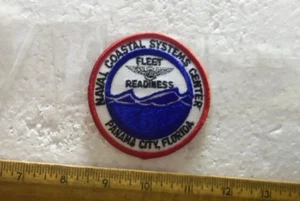 NAVAL COASTAL SYSTEMS CENTER
FLEET
READINESS
PANAMA CITY, FLORIDA
7 8 9 10 11 12 13